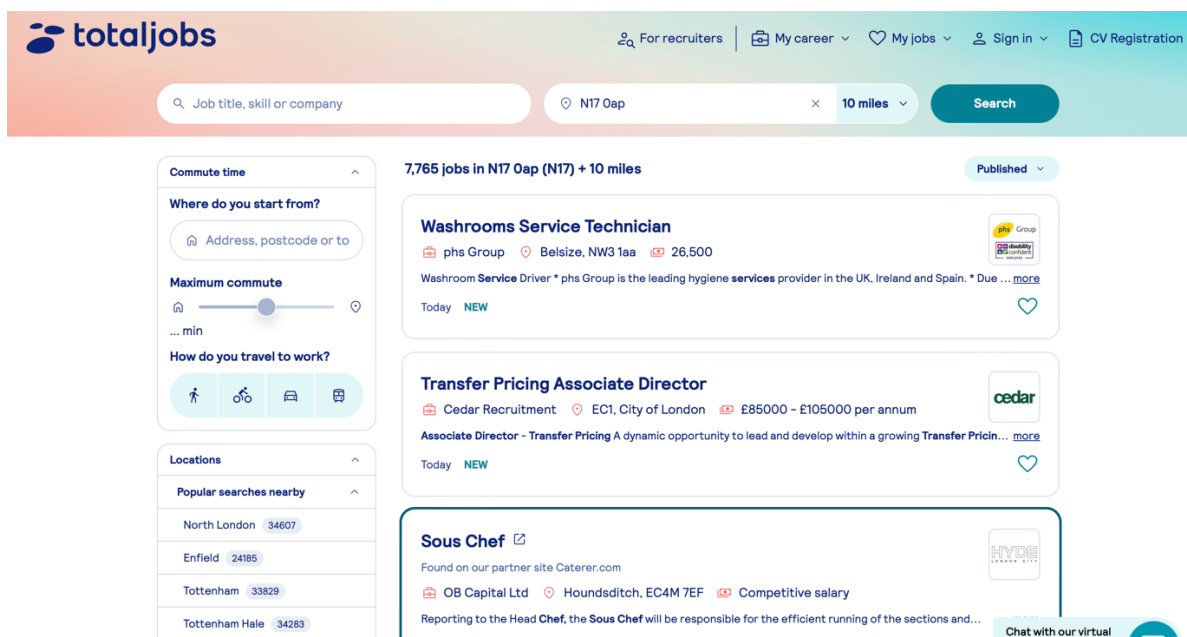 totaljobs
For recruiters
My career
My jobs
Sign in
CV Registration
Job title, skill or company
N17 0ap
10 miles
Search
Commute time
Where do you start from?
Address, postcode or to
Maximum commute
... min
How do you travel to work?
Locations
Popular searches nearby
North London 34607
Enfield 24185
Tottenham 33829
Tottenham Hale 34283
7,765 jobs in N17 0ap (N17) + 10 miles
Published
Washrooms Service Technician
phs Group
disability
confident
EMPLOYER
phs Group Belsize, NW3 1aa 26,500
Washroom Service Driver * phs Group is the leading hygiene services provider in the UK, Ireland and Spain. * Due ... more
Today NEW
Transfer Pricing Associate Director
cedar
Cedar Recruitment EC1, City of London £85000 - £105000 per annum
Associate Director - Transfer Pricing A dynamic opportunity to lead and develop within a growing Transfer Pricin... more
Today NEW
Sous Chef
HYDE
LONDON CITY
Found on our partner site Caterer.com
OB Capital Ltd Houndsditch, EC4M 7EF Competitive salary
Reporting to the Head Chef, the Sous Chef will be responsible for the efficient running of the sections and...
Chat with our virtual